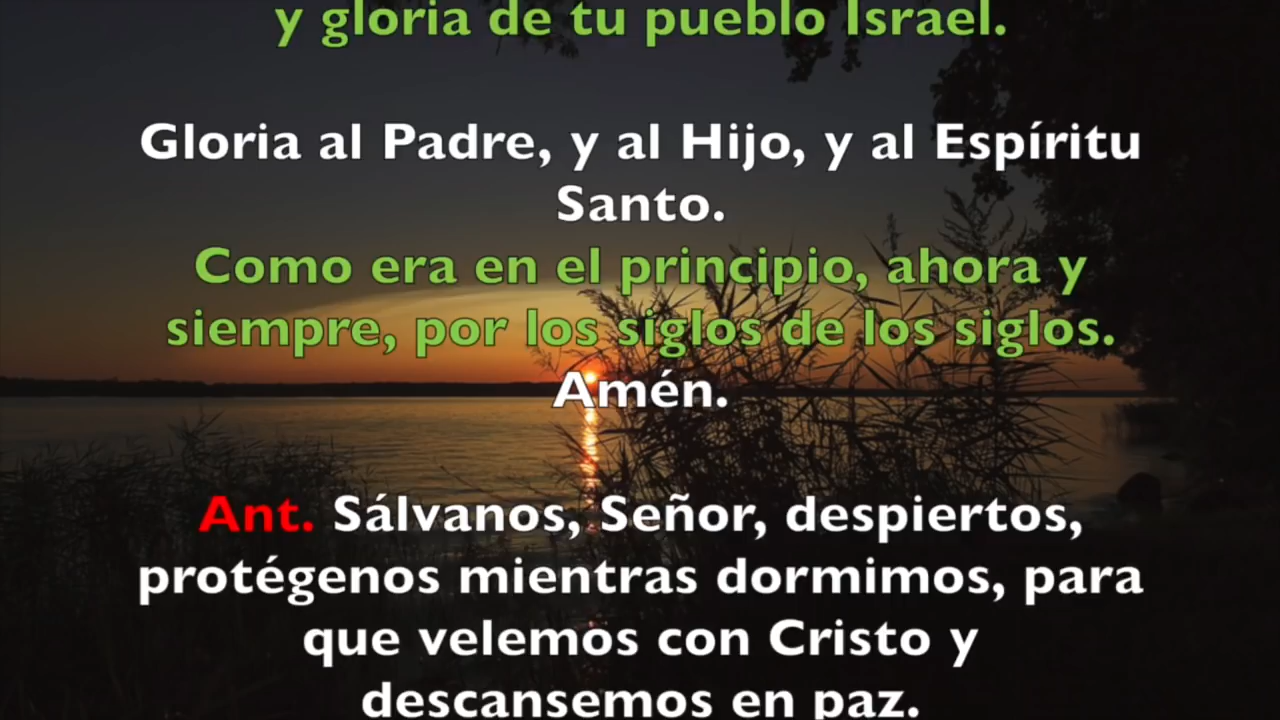 y gloria de tu pueblo Israel.
Gloria al Padre, y al Hijo, y al Espíritu
Santo.
Como era en el principio, ahora y
siempre, por los siglos de los siglos.
Amén.
Ant. Sálvanos, Señor, despiertos,
protégenos mientras dormimos, para
que velemos con Cristo y
descansemos en paz.